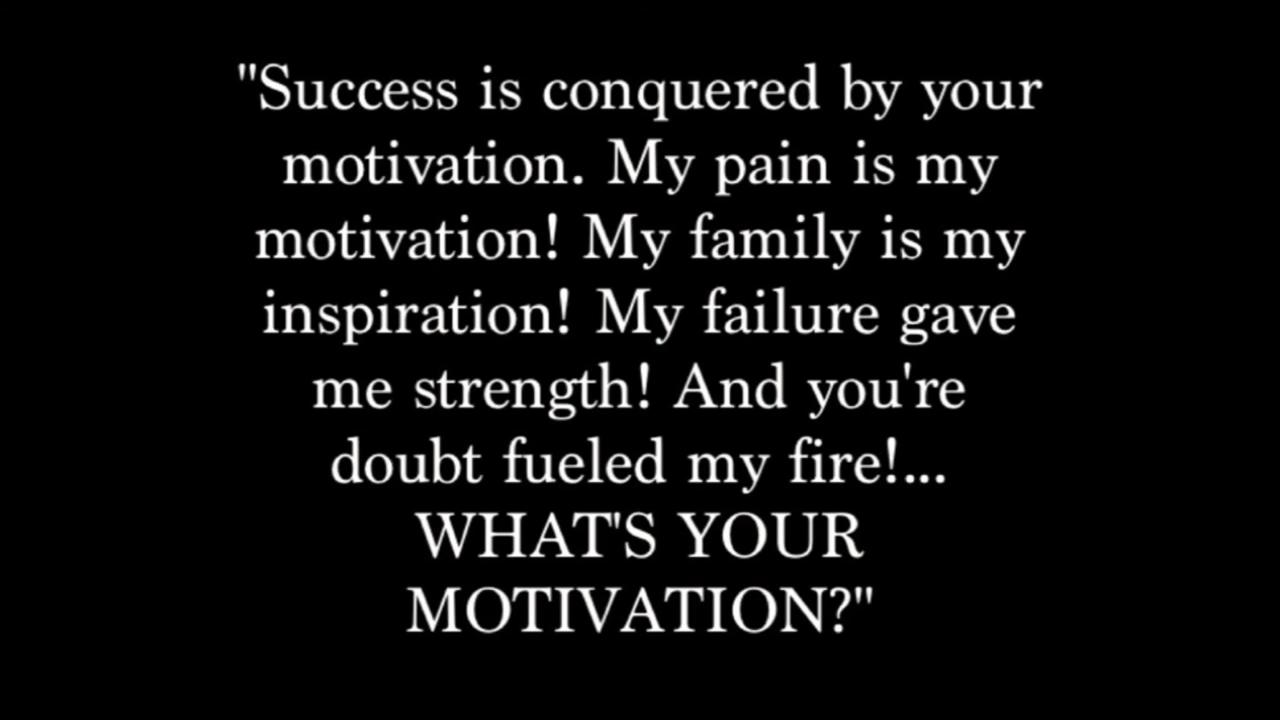 "Success is conquered by your
motivation. My pain is my
motivation! My family is my
inspiration! My failure gave
me strength! And you're
doubt fueled my fire!...
WHAT'S YOUR
MOTIVATION?"